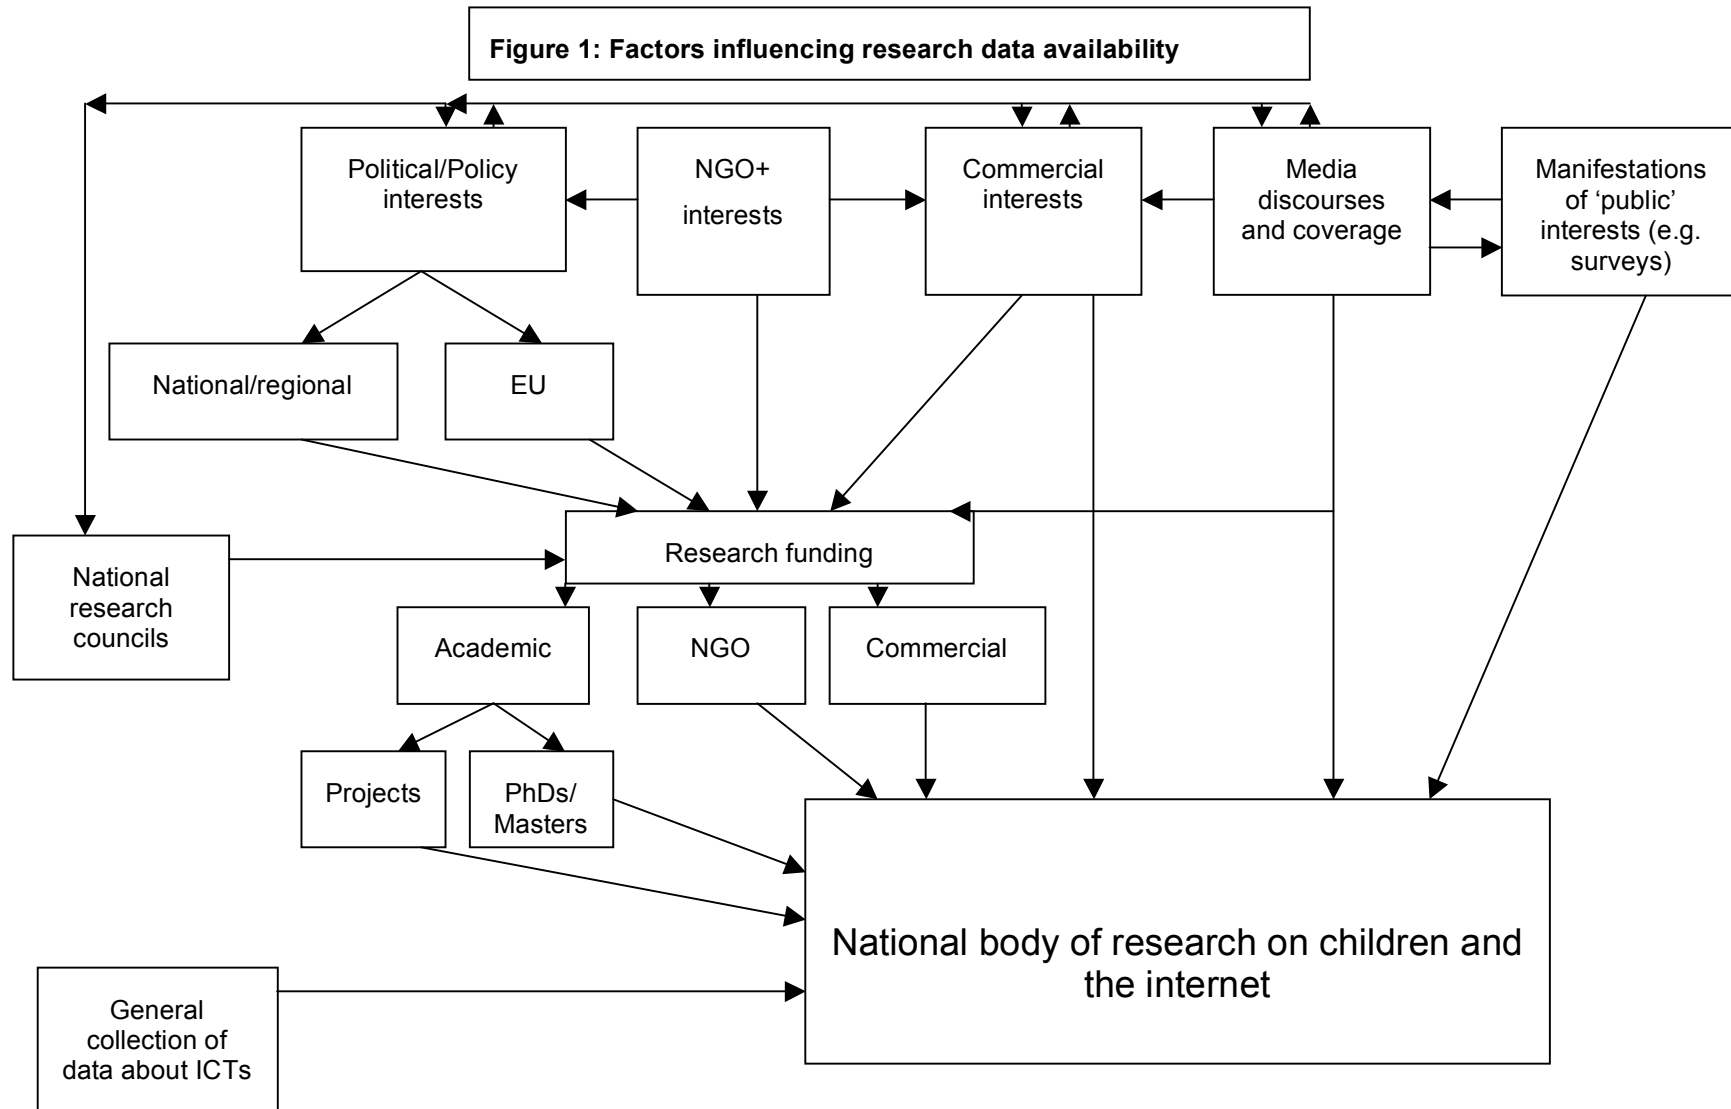 Figure 1: Factors influencing research data availability
Political/Policy
interests
NGO+
interests
Commercial
interests
Media
discourses
and coverage
Manifestations
of ‘public’
interests (e.g.
surveys)
National/regional
EU
Research funding
National
research
councils
Academic
NGO
Commercial
Projects
PhDs/
Masters
National body of research on children and
the internet
General
collection of
data about ICTs